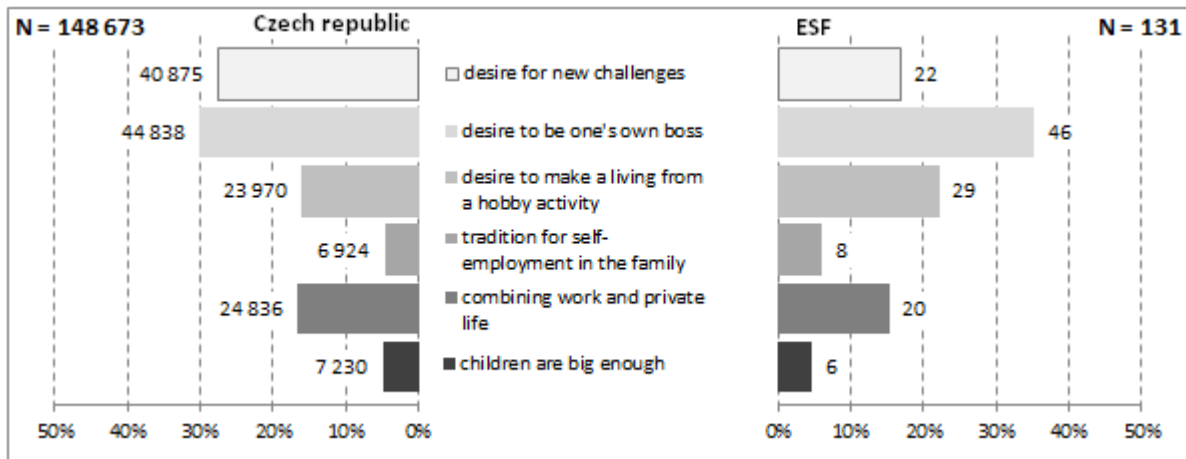 N = 148 673
Czech republic
ESF
N = 131
40 875
desire for new challenges
22
44 838
desire to be one's own boss
46
23 970
desire to make a living from
a hobby activity
29
6 924
tradition for self-
employment in the family
8
24 836
combining work and private
life
20
7 230
children are big enough
6
50% 40% 30% 20% 10% 0%
0% 10% 20% 30% 40% 50%